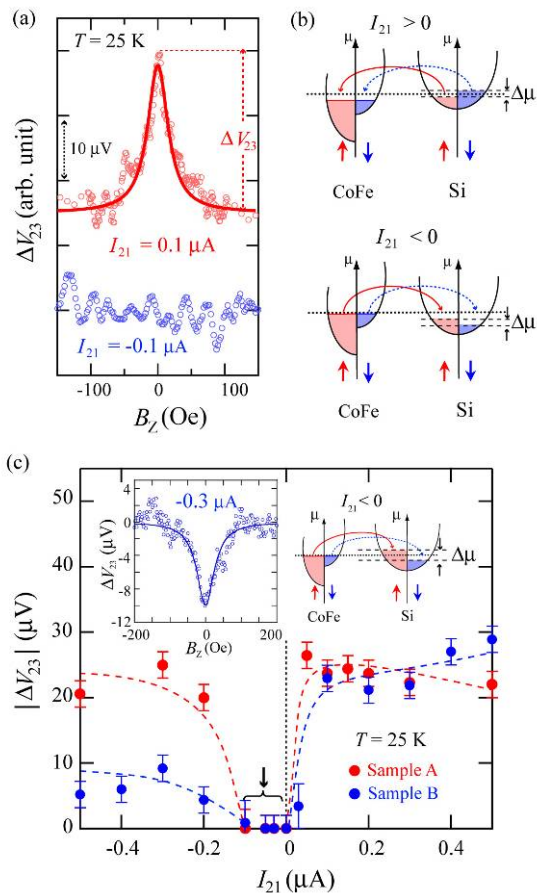 (a)
T = 25 K
10 μV
ΔV23
ΔV23 (arb. unit)
I21 = 0.1 μA
I21 = -0.1 μA
-100
0
100
BZ (Oe)
(b)
I21 > 0
μ
μ
Δμ
CoFe
Si
I21 < 0
μ
μ
Δμ
CoFe
Si
(c)
50
40
30
20
10
0
|ΔV23| (μV)
-0.3 μA
4
0
-4
-8
-12
ΔV23 (μV)
-200
0
200
BZ (Oe)
I21 < 0
μ
μ
Δμ
CoFe
Si
T = 25 K
Sample A
Sample B
-0.4
-0.2
0
0.2
0.4
I21 (μA)